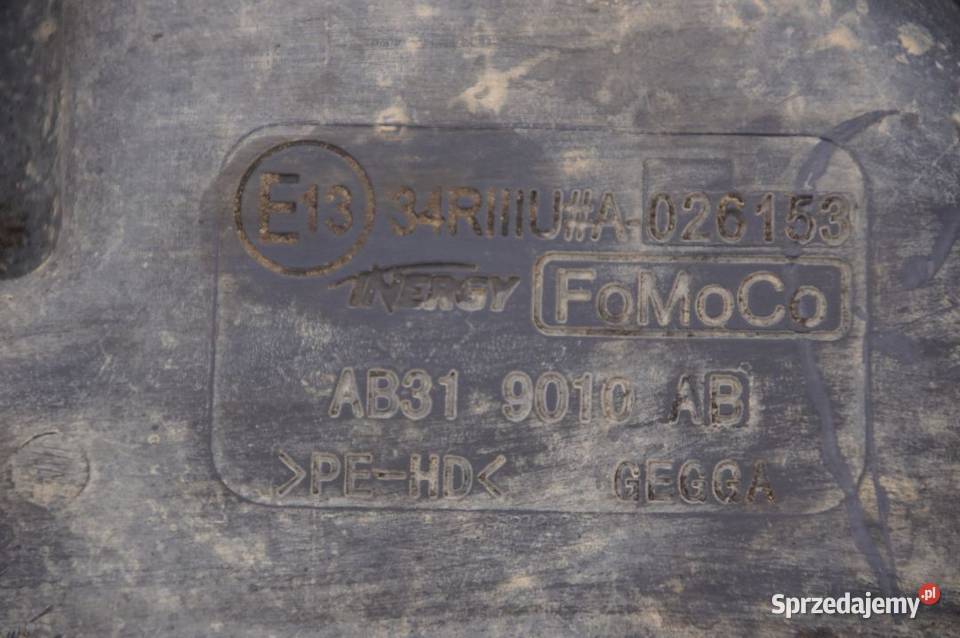 E13 34RIIIU#A-026153
INERGY FoMoCo
AB31 9010 AB
>PE-HD< GEGGA
Sprzedajemy.pl